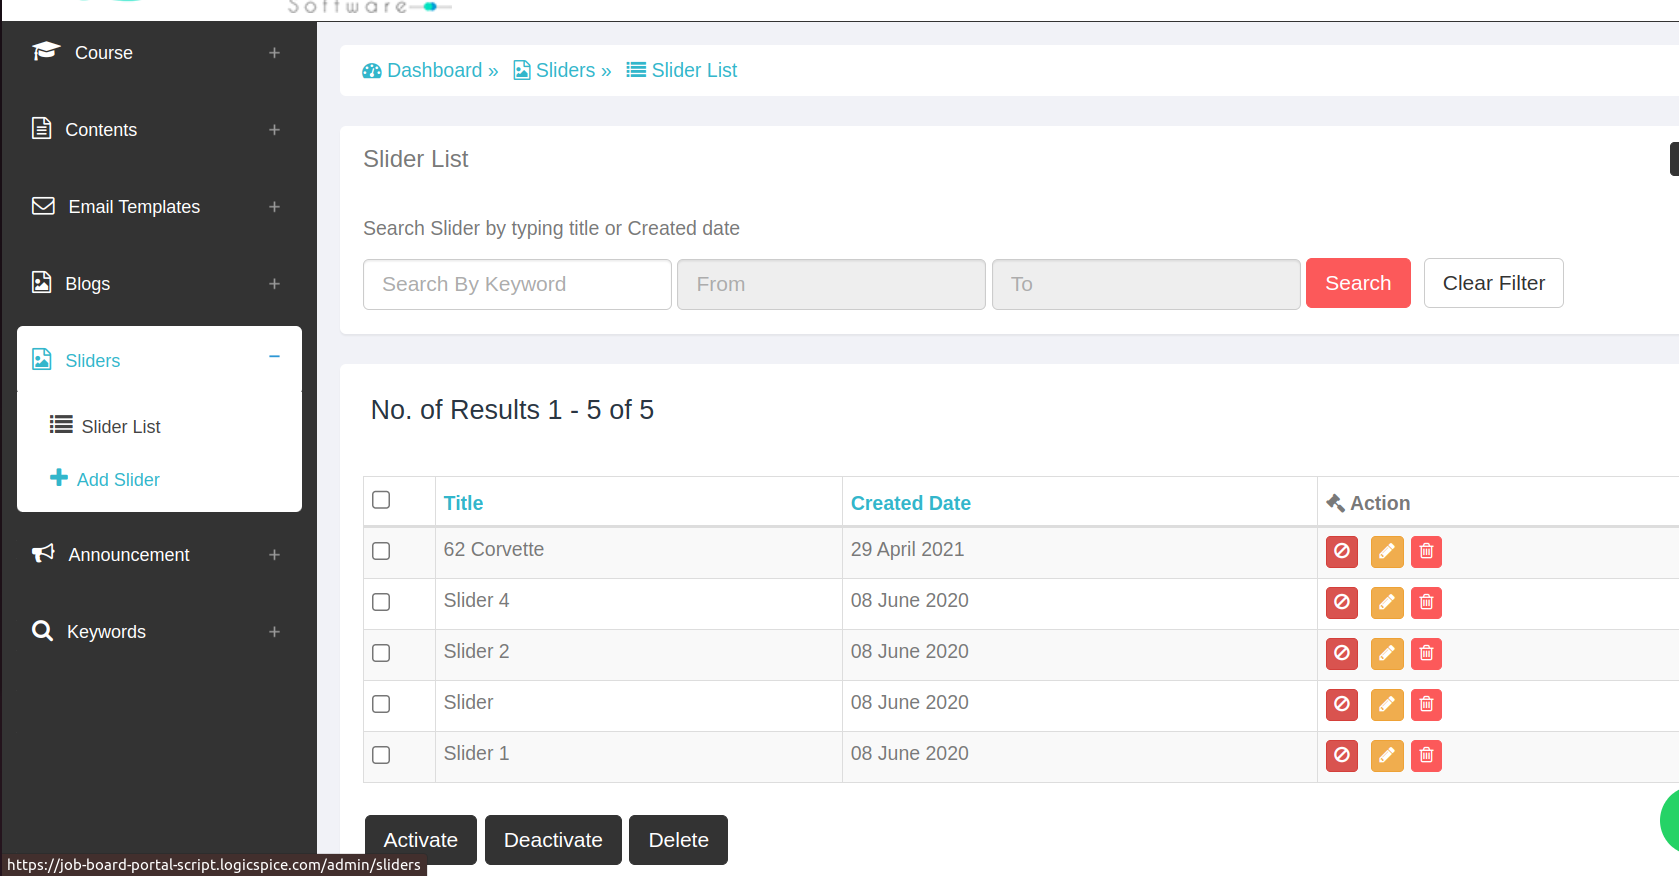 Software
Course
Contents
Email Templates
Blogs
Sliders
Slider List
Add Slider
Announcement
Keywords
Dashboard » Sliders » Slider List
Slider List
Search Slider by typing title or Created date
Search By Keyword From To Search Clear Filter
No. of Results 1 - 5 of 5
Title Created Date Action
62 Corvette 29 April 2021
Slider 4 08 June 2020
Slider 2 08 June 2020
Slider 08 June 2020
Slider 1 08 June 2020
Activate Deactivate Delete
https://job-board-portal-script.logicspice.com/admin/sliders